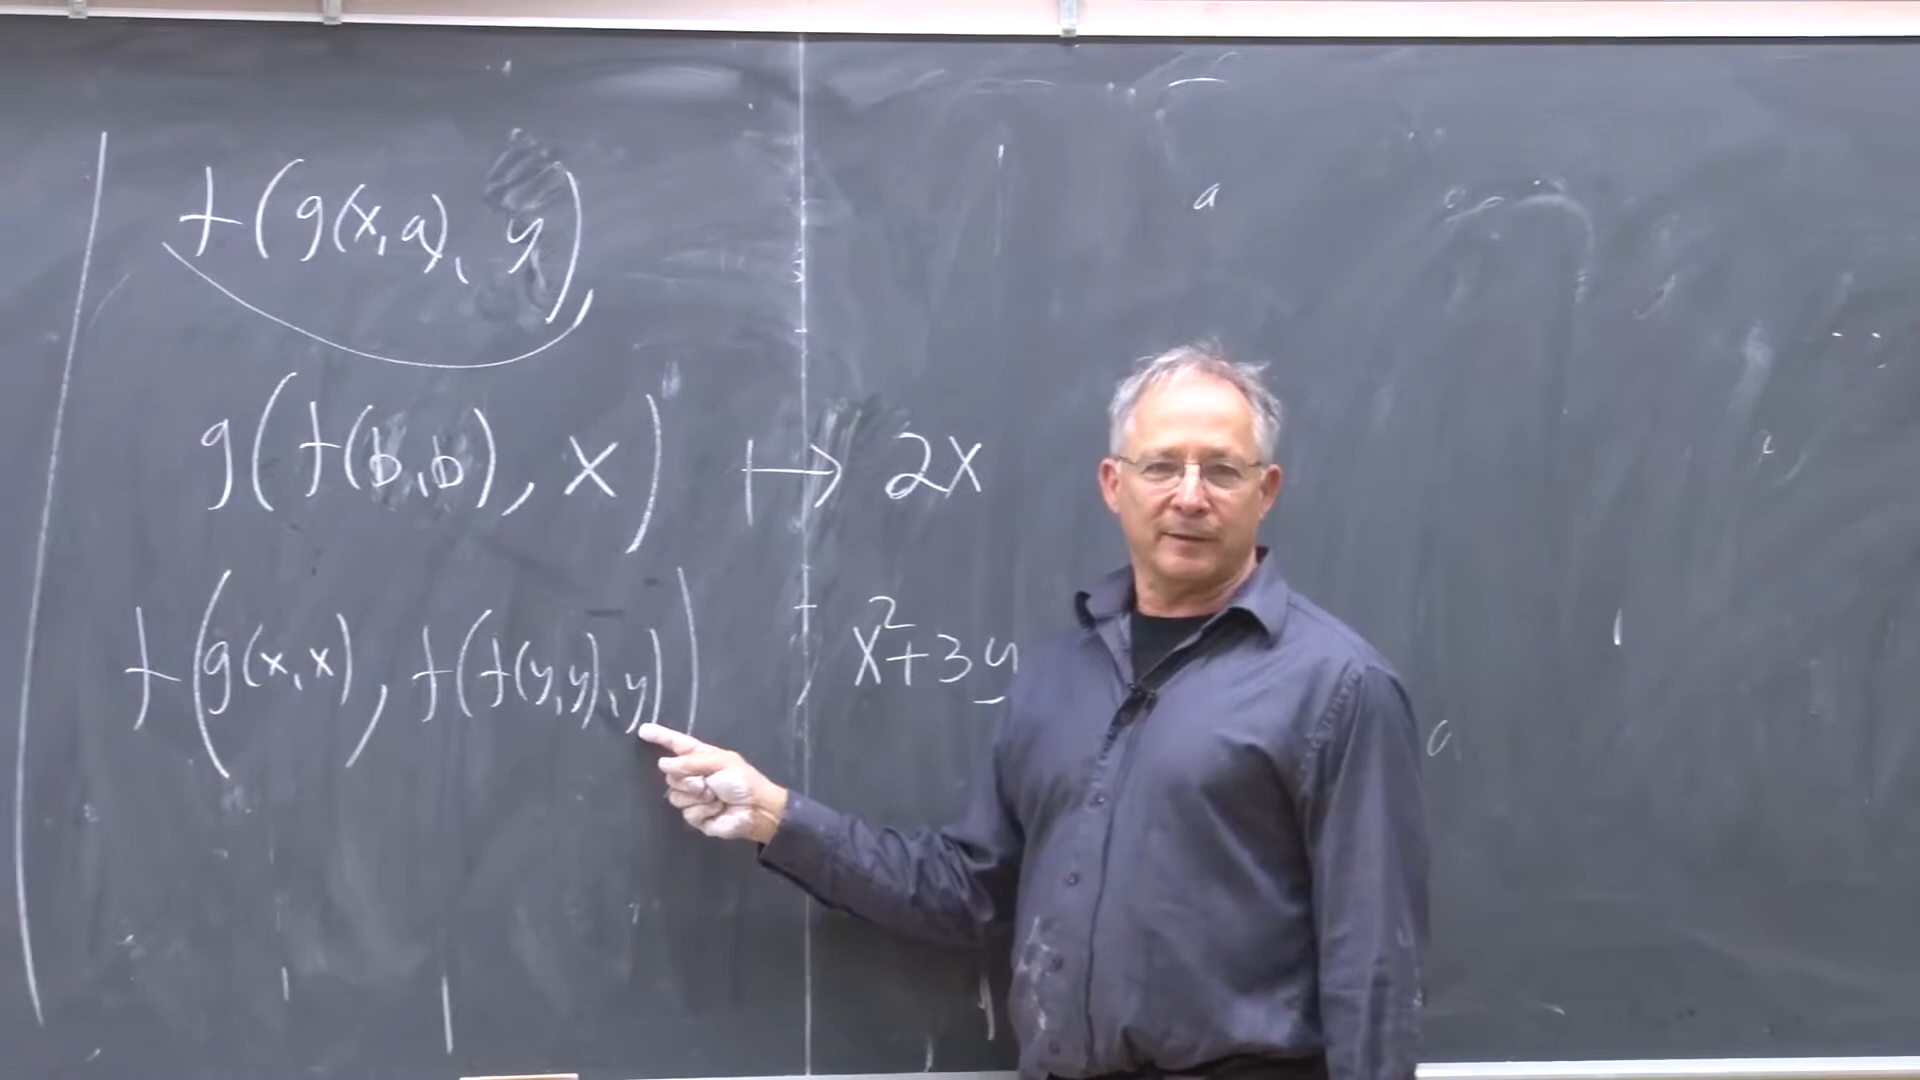 f(g(x,a), y)
g(f(b,b), x) ↦ 2x
f(g(x,x), f(f(y,y),y)) , x²+3y
a
a